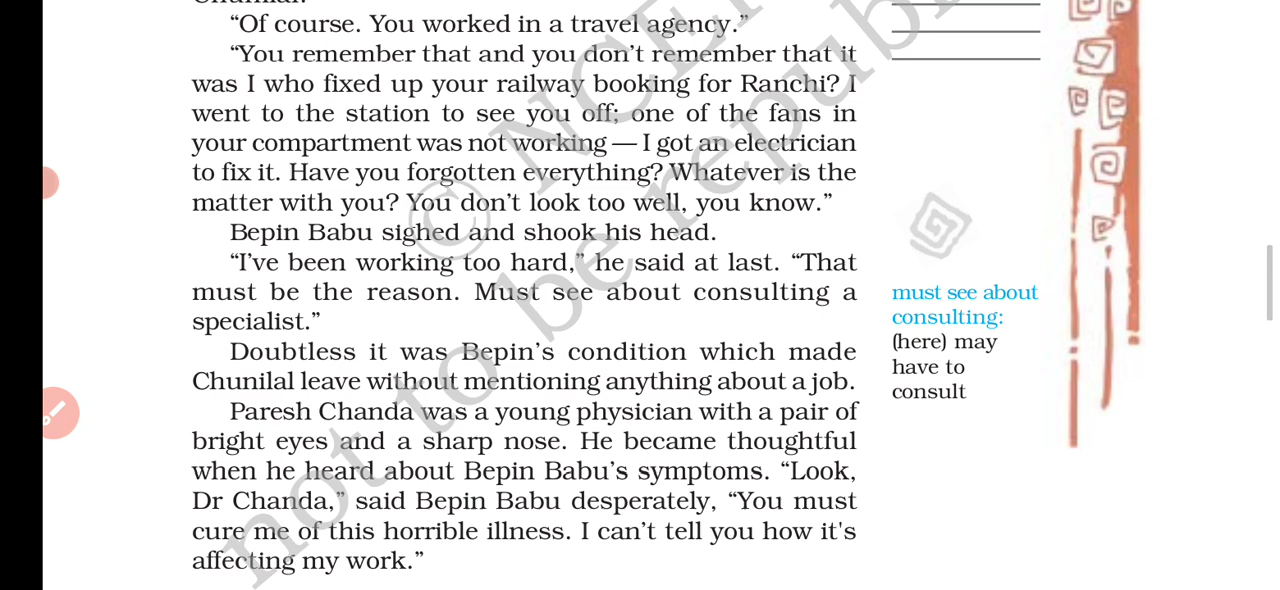 Chunilal.
“Of course. You worked in a travel agency.”
“You remember that and you don’t remember that it
was I who fixed up your railway booking for Ranchi? I
went to the station to see you off; one of the fans in
your compartment was not working — I got an electrician
to fix it. Have you forgotten everything? Whatever is the
matter with you? You don’t look too well, you know.”
Bepin Babu sighed and shook his head.
“I’ve been working too hard,” he said at last. “That
must be the reason. Must see about consulting a
specialist.”
Doubtless it was Bepin’s condition which made
Chunilal leave without mentioning anything about a job.
Paresh Chanda was a young physician with a pair of
bright eyes and a sharp nose. He became thoughtful
when he heard about Bepin Babu’s symptoms. “Look,
Dr Chanda,” said Bepin Babu desperately, “You must
cure me of this horrible illness. I can’t tell you how it's
affecting my work.”
must see about
consulting:
(here) may
have to
consult
© NCE
not to be republi